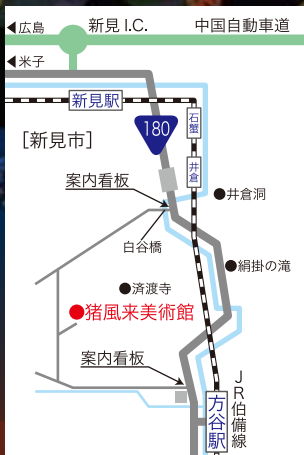 ◀広島
新見 I.C.
中国自動車道
◀米子
新見駅
石蟹
180
［新見市］
井倉
案内看板
●井倉洞
白谷橋
●絹掛の滝
●済渡寺
●猪風来美術館
案内看板
JR伯備線
方谷駅